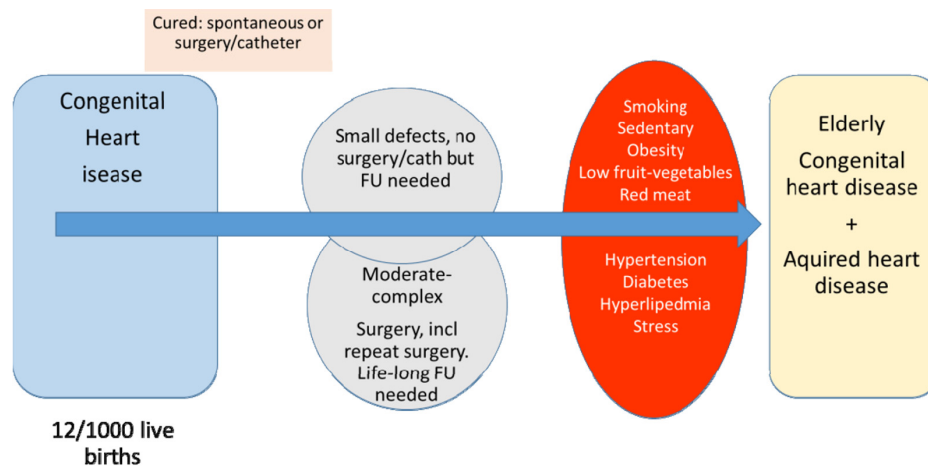 Cured: spontaneous or
surgery/catheter
Congenital
Heart
isease
12/1000 live
births
Small defects, no
surgery/cath but
FU needed
Moderate-
complex
Surgery, incl
repeat surgery.
Life-long FU
needed
Smoking
Sedentary
Obesity
Low fruit-vegetables
Red meat
Hypertension
Diabetes
Hyperlipedmia
Stress
Elderly
Congenital
heart disease
+
Aquired heart
disease